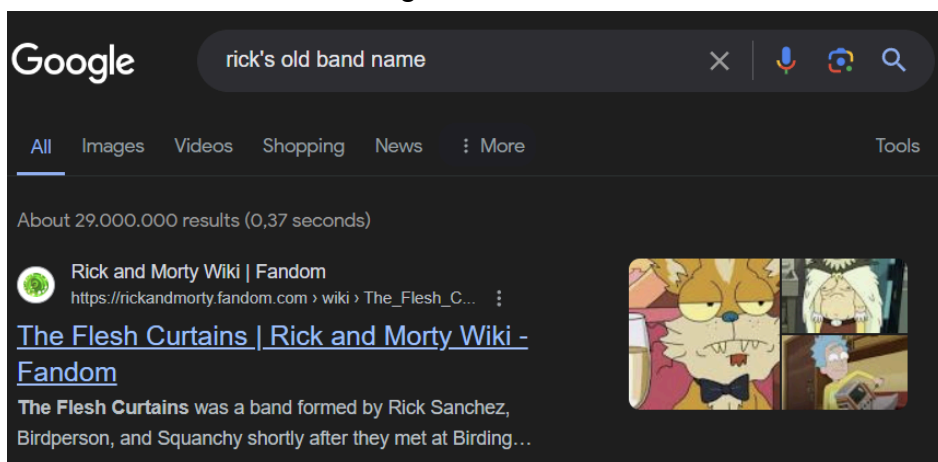 Google
rick's old band name
All Images Videos Shopping News More Tools
About 29.000.000 results (0,37 seconds)
Rick and Morty Wiki | Fandom
https://rickandmorty.fandom.com › wiki › The_Flesh_C...
The Flesh Curtains | Rick and Morty Wiki -
Fandom
The Flesh Curtains was a band formed by Rick Sanchez,
Birdperson, and Squanchy shortly after they met at Birding...